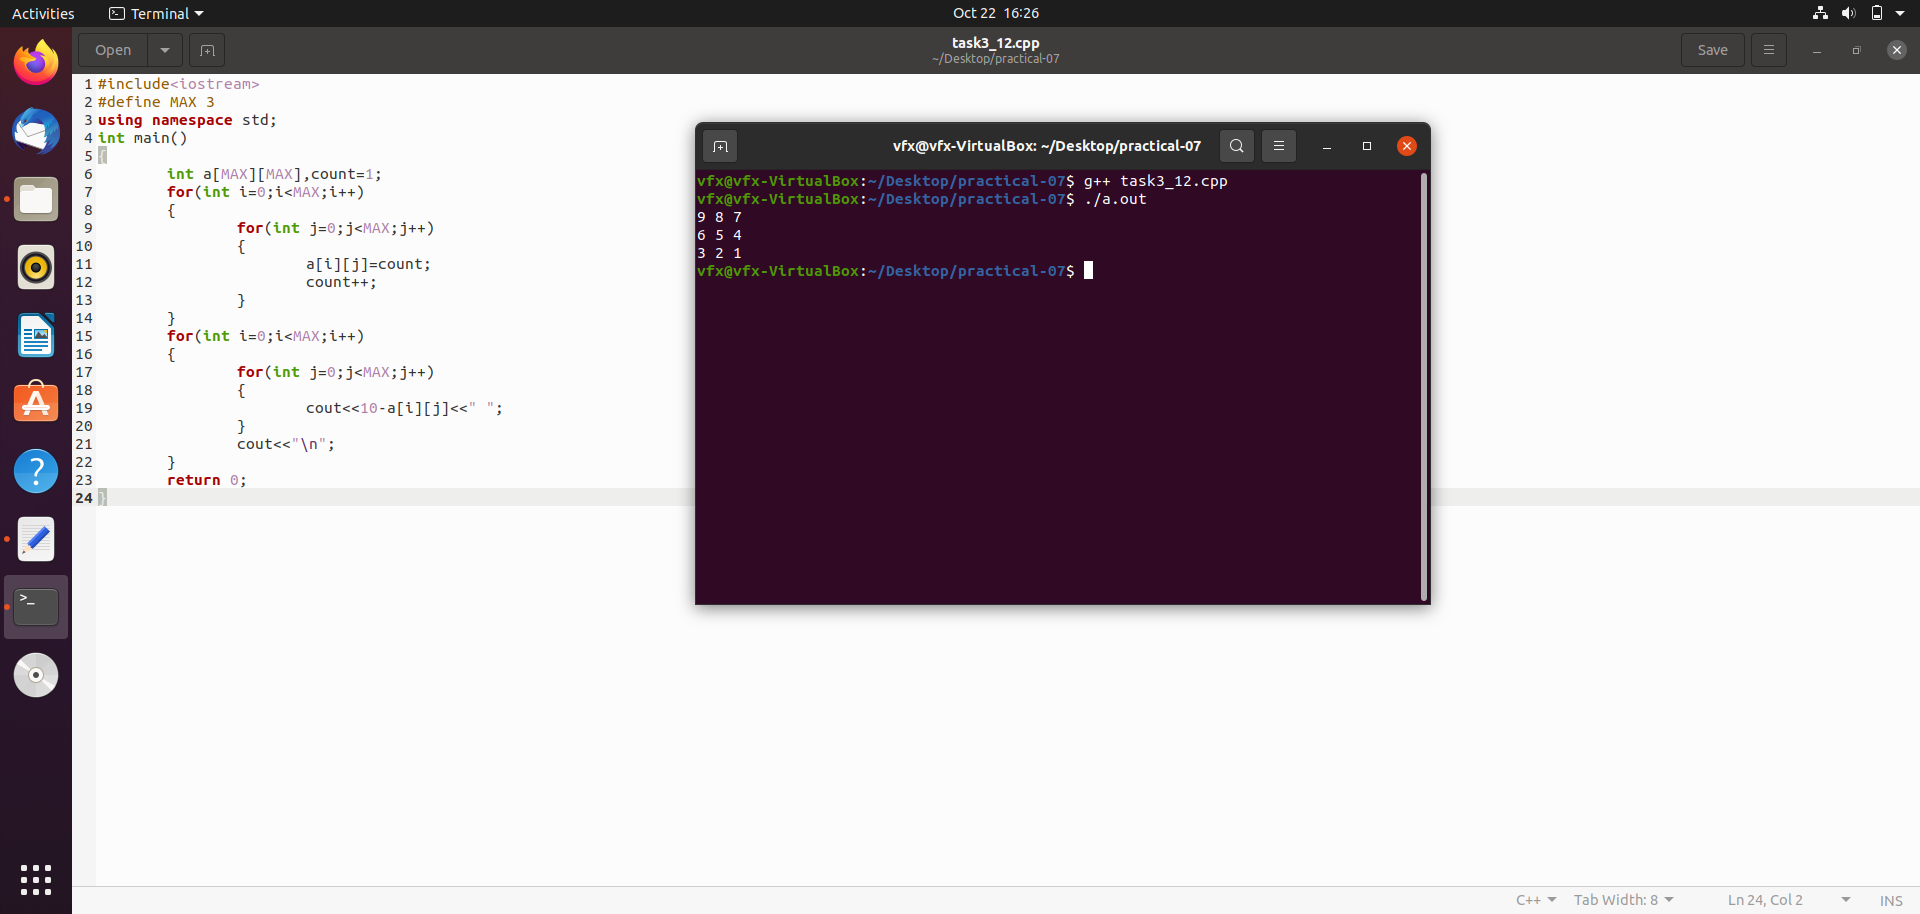 Activities
Terminal
Oct 22 16:26
Open
task3_12.cpp
~/Desktop/practical-07
Save
1 #include<iostream>
2 #define MAX 3
3 using namespace std;
4 int main()
5 {
6         int a[MAX][MAX],count=1;
7         for(int i=0;i<MAX;i++)
8         {
9                 for(int j=0;j<MAX;j++)
10                 {
11                         a[i][j]=count;
12                         count++;
13                 }
14         }
15         for(int i=0;i<MAX;i++)
16         {
17                 for(int j=0;j<MAX;j++)
18                 {
19                         cout<<10-a[i][j]<<" ";
20                 }
21                 cout<<"\n";
22         }
23         return 0;
24 }
vfx@vfx-VirtualBox: ~/Desktop/practical-07
vfx@vfx-VirtualBox:~/Desktop/practical-07$ g++ task3_12.cpp
vfx@vfx-VirtualBox:~/Desktop/practical-07$ ./a.out
9 8 7
6 5 4
3 2 1
vfx@vfx-VirtualBox:~/Desktop/practical-07$
C++
Tab Width: 8
Ln 24, Col 2
INS